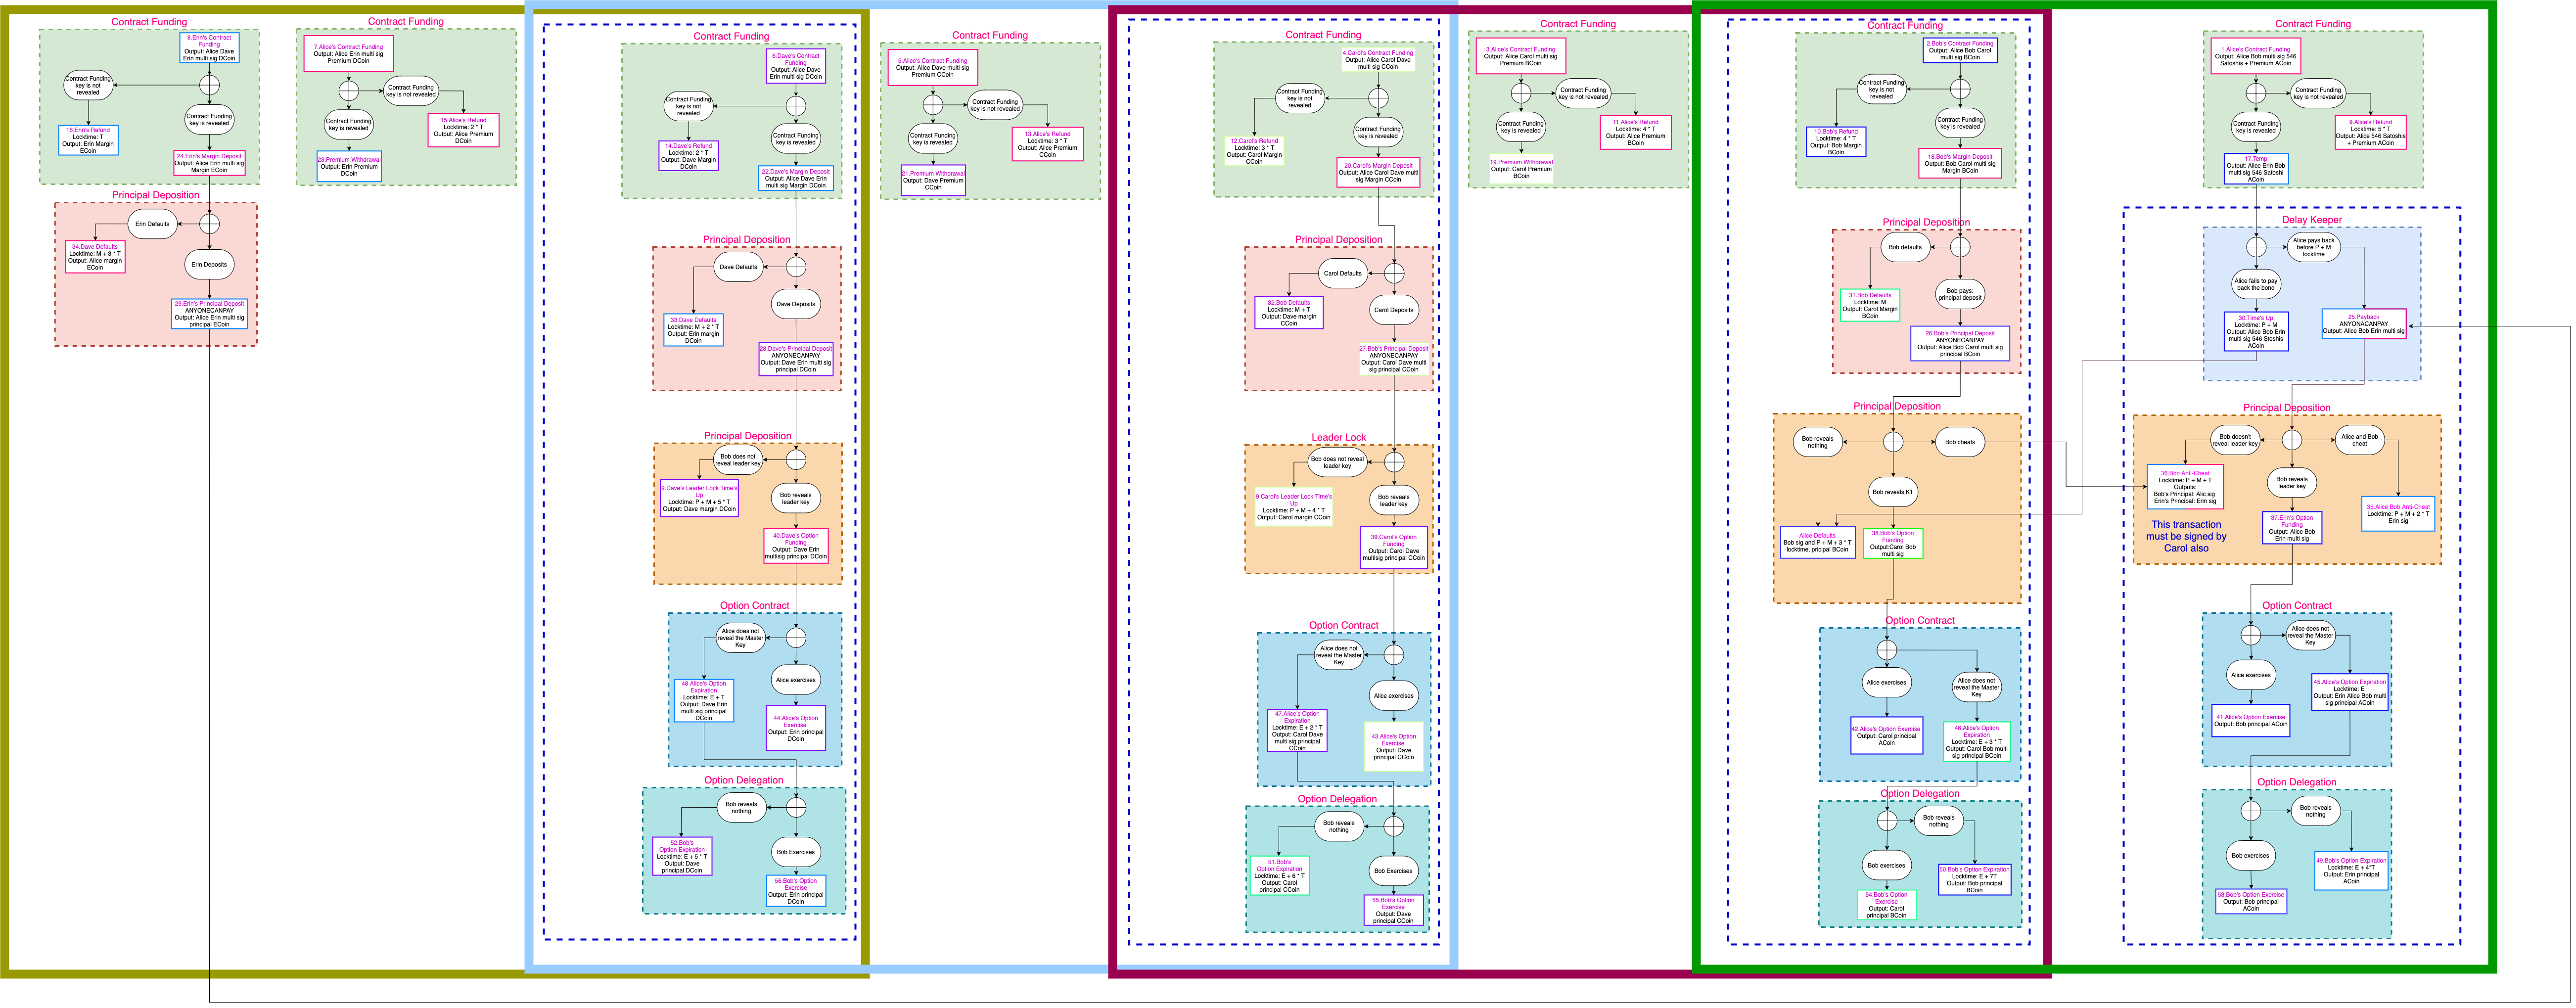 Contract Funding
8.Erin's Contract
Funding
Output: Alice Dave
Erin multi sig DCoin
Contract Funding
key is not
revealed
Contract Funding
key is revealed
16.Erin's Refund
Locktime: T
Output: Erin Margin
ECoin
24.Erin's Margin Deposit
Output: Alice Erin multi sig
Margin ECoin
Principal Deposition
Erin Defaults
34.Dave Defaults
Locktime: M + 3 * T
Output: Alice margin
ECoin
Erin Deposits
29.Erin's Principal Deposit
ANYONECANPAY
Output: Alice Erin multi sig
principal ECoin
Contract Funding
7.Alice's Contract Funding
Output: Alice Erin multi sig
Premium DCoin
Contract Funding
key is not revealed
Contract Funding
key is revealed
15.Alice's Refund
Locktime: 2 * T
Output: Alice Premium
DCoin
23.Premium Withdrawal
Output: Erin Premium
DCoin
Contract Funding
6.Dave's Contract
Funding
Output: Alice Dave
Erin multi sig DCoin
Contract Funding
key is not
revealed
Contract Funding
key is revealed
14.Dave's Refund
Locktime: 2 * T
Output: Dave Margin
DCoin
22.Dave's Margin Deposit
Output: Alice Dave Erin
multi sig Margin DCoin
Principal Deposition
Dave Defaults
Dave Deposits
33.Dave Defaults
Locktime: M + 2 * T
Output: Erin margin
DCoin
28.Dave's Principal Deposit
ANYONECANPAY
Output: Dave Erin multi sig
principal DCoin
Principal Deposition
Bob does not
reveal leader key
9.Dave's Leader Lock Time's
Up
Locktime: P + M + 5 * T
Output: Dave margin DCoin
Bob reveals
leader key
40.Dave's Option
Funding
Output: Dave Erin
multisig principal DCoin
Option Contract
Alice does not
reveal the Master
Key
Alice exercises
48.Alice's Option
Expiration
Locktime: E + T
Output: Dave Erin
multi sig principal
DCoin
44.Alice's Option
Exercise
Output: Erin principal
DCoin
Option Delegation
Bob reveals
nothing
52.Bob's
Option Expiration
Locktime: E + 5 * T
Output: Dave
principal DCoin
Bob Exercises
56.Bob's Option
Exercise
Output: Erin principal
DCoin
Contract Funding
5.Alice's Contract Funding
Output: Alice Dave multi sig
Premium CCoin
Contract Funding
key is not revealed
Contract Funding
key is revealed
13.Alice's Refund
Locktime: 3 * T
Output: Alice Premium
CCoin
21.Premium Withdrawal
Output: Dave Premium
CCoin
Contract Funding
4.Carol's Contract Funding
Output: Alice Carol Dave
multi sig CCoin
Contract Funding
key is not
revealed
Contract Funding
key is revealed
12.Carol's Refund
Locktime: 3 * T
Output: Carol Margin
CCoin
20.Carol's Margin Deposit
Output: Alice Carol Dave multi
sig Margin CCoin
Principal Deposition
Carol Defaults
32.Bob Defaults
Locktime: M + T
Output: Dave margin
CCoin
Carol Deposits
27.Bob's Principal Deposit
ANYONECANPAY
Output: Carol Dave multi
sig principal CCoin
Leader Lock
Bob does not reveal
leader key
9.Carol's Leader Lock Time's
Up
Locktime: P + M + 4 * T
Output: Carol margin CCoin
Bob reveals
leader key
39.Carol's Option
Funding
Output: Carol Dave
multisig principal CCoin
Option Contract
Alice does not
reveal the Master
Key
Alice exercises
47.Alice's Option
Expiration
Locktime: E + 2 * T
Output: Carol Dave
multi sig principal
CCoin
43.Alice's Option
Exercise
Output: Dave
principal CCoin
Option Delegation
Bob reveals
nothing
51.Bob's
Option Expiration
Locktime: E + 6 * T
Output: Carol
principal CCoin
Bob Exercises
55.Bob's Option
Exercise
Output: Dave
principal CCoin
Contract Funding
3.Alice's Contract Funding
Output: Alice Carol multi sig
Premium BCoin
Contract Funding
key is not revealed
Contract Funding
key is revealed
11.Alice's Refund
Locktime: 4 * T
Output: Alice Premium
BCoin
19.Premium Withdrawal
Output: Carol Premium
BCoin
Contract Funding
2.Bob's Contract Funding
Output: Alice Bob Carol
multi sig BCoin
Contract Funding
key is not
revealed
Contract Funding
key is revealed
10.Bob's Refund
Locktime: 4 * T
Output: Bob Margin
BCoin
18.Bob's Margin Deposit
Output: Bob Carol multi sig
Margin BCoin
Principal Deposition
Bob defaults
31.Bob Defaults
Locktime: M
Output: Carol Margin
BCoin
Bob pays:
principal deposit
26.Bob's Principal Deposit
ANYONECANPAY
Output: Alice Bob Carol multi sig
principal BCoin
Principal Deposition
Bob reveals
nothing
Bob cheats
Bob reveals K1
Alice Defaults
Bob sig and P + M + 3 * T
locktime, pricipal BCoin
38.Bob's Option
Funding
Output:Carol Bob
multi sig
Option Contract
Alice exercises
Alice does not
reveal the Master
Key
42.Alice's Option Exercise
Output: Carol principal
ACoin
46.Alice's Option
Expiration
Locktime: E + 3 * T
Output: Carol Bob multi
sig principal BCoin
Option Delegation
Bob reveals
nothing
Bob exercises
50.Bob's Option Expiration
Locktime: E + 7T
Output: Bob principal
BCoin
54.Bob's Option
Exercise
Output: Carol
principal BCoin
Contract Funding
1.Alice's Contract Funding
Output: Alice Bob multi sig 546
Satoshis + Premium ACoin
Contract Funding
key is not revealed
Contract Funding
key is revealed
9.Alice's Refund
Locktime: 5 * T
Output: Alice 546 Satoshis
+ Premium ACoin
17.Temp
Output: Alice Erin Bob
multi sig 546 Satoshi
ACoin
Delay Keeper
Alice pays back
before P + M
locktime
Alice fails to pay
back the bond
30.Time's Up
Locktime: P + M
Output: Alice Bob Erin
multi sig 546 Stoshis
ACoin
25.Payback
ANYONACANPAY
Output: Alice Bob Erin multi sig
Principal Deposition
Bob doesn't
reveal leader key
Alice and Bob
cheat
36.Bob Anti-Cheat
Locktime: P + M + T
Outputs:
Bob's Principal: Alic sig
Erin's Principal: Erin sig
Bob reveals
leader key
This transaction
must be signed by
Carol also
37.Erin's Option
Funding
Output: Alice Bob
Erin multi sig
35.Alice.Bob Anti-Cheat
Locktime: P + M + 2 * T
Erin sig
Option Contract
Alice does not
reveal the Master
Key
Alice exercises
45.Alice's Option Expiration
Locktime: E
Output: Erin Alice Bob multi
sig principal ACoin
41.Alice's Option Exercise
Output: Bob principal ACoin
Option Delegation
Bob reveals
nothing
Bob exercises
49.Bob's Option Expiration
Locktime: E + 4*T
Output: Erin principal
ACoin
53.Bob's Option Exercise
Output: Bob principal
ACoin